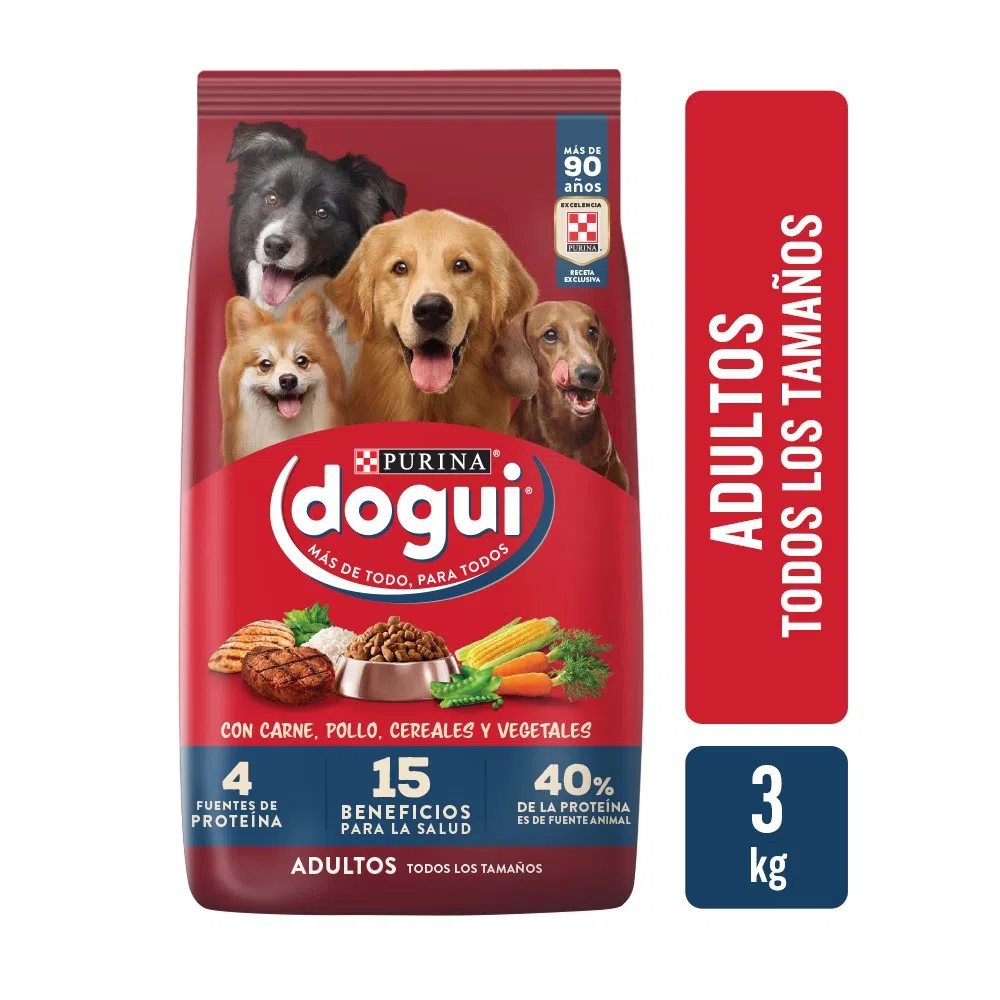 MÁS DE
90
años
EXCELENCIA
PURINA
RECETA
EXCLUSIVA
PURINA®
dogui®
MÁS DE TODO, PARA TODOS
CON CARNE, POLLO, CEREALES Y VEGETALES
4
FUENTES DE
PROTEÍNA
15
BENEFICIOS
PARA LA SALUD
40%
DE LA PROTEÍNA
ES DE FUENTE ANIMAL
ADULTOS TODOS LOS TAMAÑOS
ADULTOS
TODOS LOS TAMAÑOS
3
kg